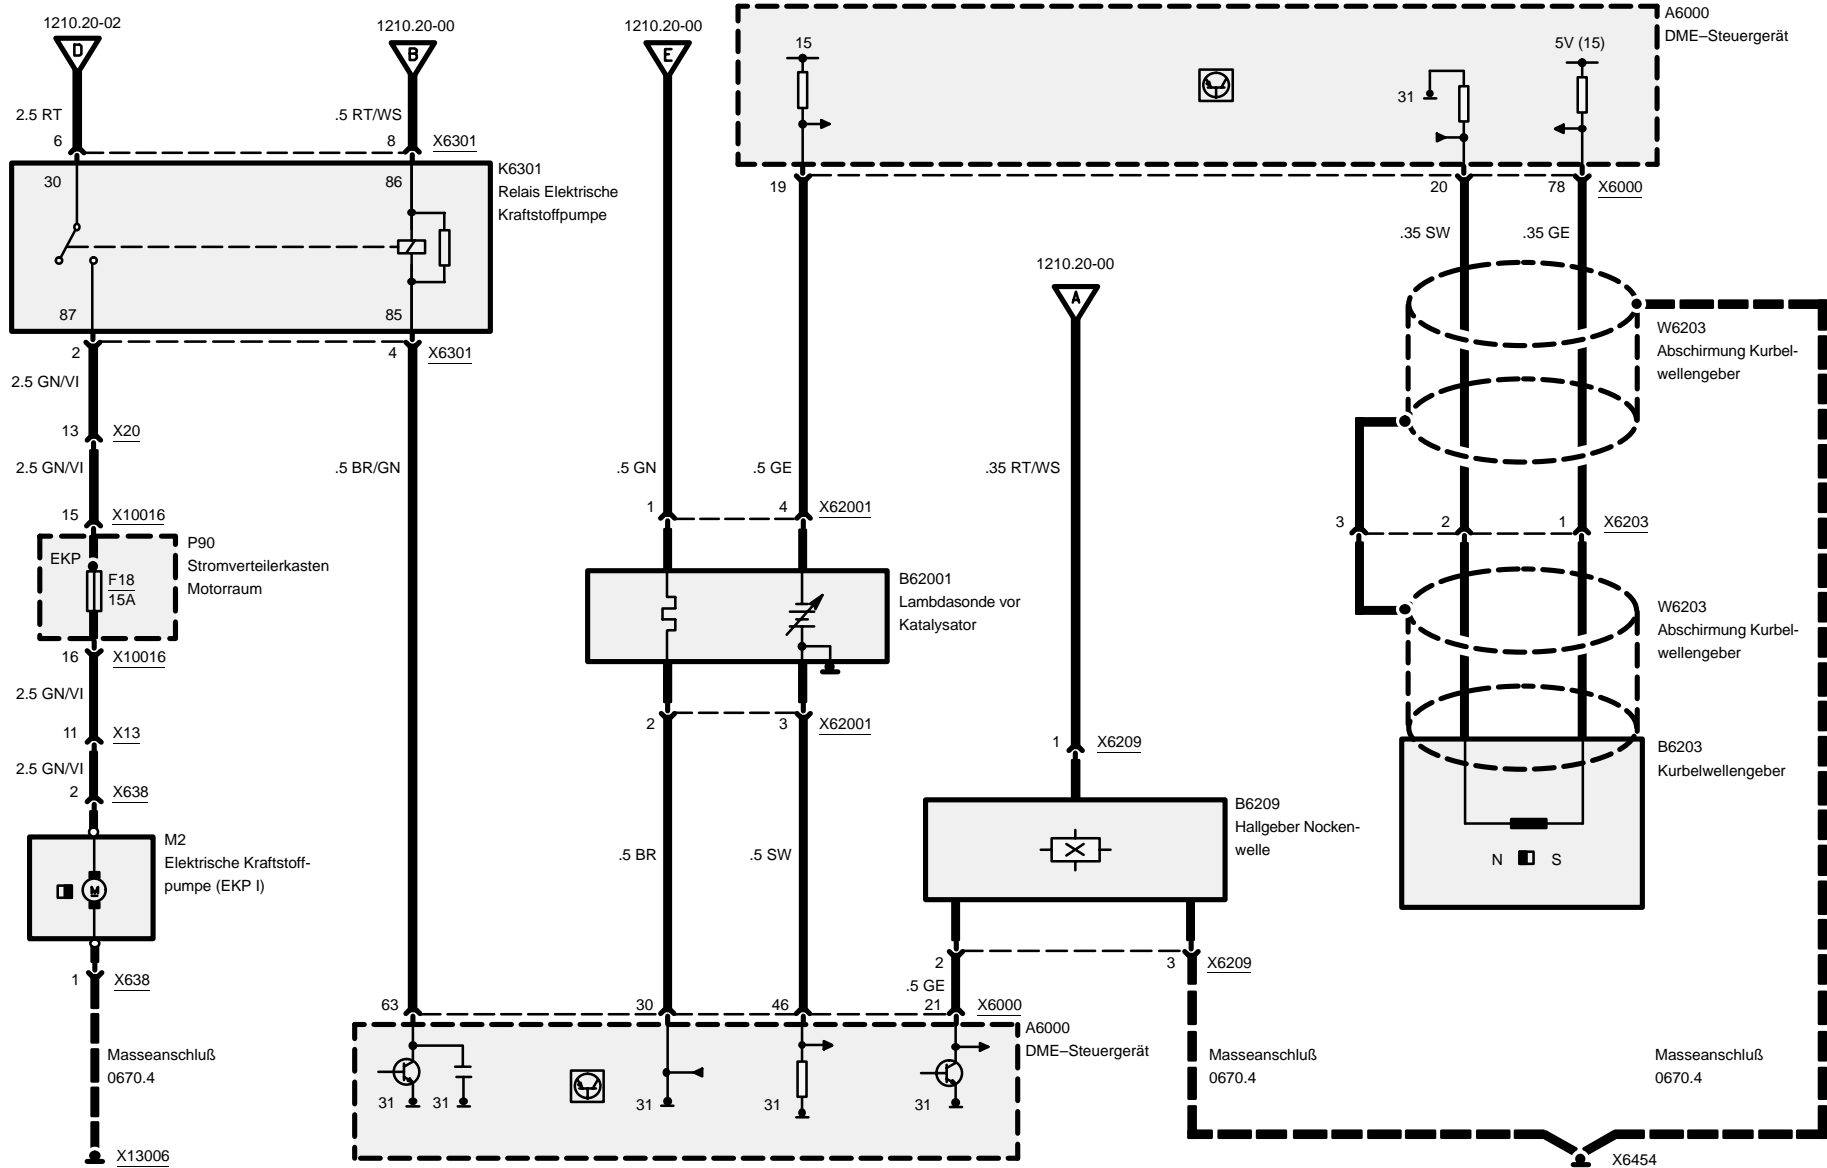 1210.20-02
D
2.5 RT
6
1210.20-00
B
.5 RT/WS
8
X6301
30
86
87
85
K6301
Relais Elektrische
Kraftstoffpumpe
2
4
X6301
2.5 GN/VI
13
X20
2.5 GN/VI
15
X10016
EKP
F18
15A
P90
Stromverteilerkasten
Motorraum
16
X10016
2.5 GN/VI
11
X13
2.5 GN/VI
2
X638
M
M2
Elektrische Kraftstoff-
pumpe (EKP I)
1
X638
Masseanschluß
0670.4
X13006
.5 BR/GN
1210.20-00
E
.5 GN
.5 GE
1
4
X62001
B62001
Lambdasonde vor
Katalysator
2
3
X62001
.5 BR
.5 SW
A6000
DME–Steuergerät
15
31
5V (15)
19
20
78
X6000
.35 SW
.35 GE
1210.20-00
A
.35 RT/WS
1
X6209
B6209
Hallgeber Nocken-
welle
2
3
X6209
.5 GE
63
30
46
21
X6000
A6000
DME–Steuergerät
31
31
31
31
31
W6203
Abschirmung Kurbel-
wellengeber
3
2
1
X6203
W6203
Abschirmung Kurbel-
wellengeber
B6203
Kurbelwellengeber
N
S
Masseanschluß
0670.4
Masseanschluß
0670.4
X6454